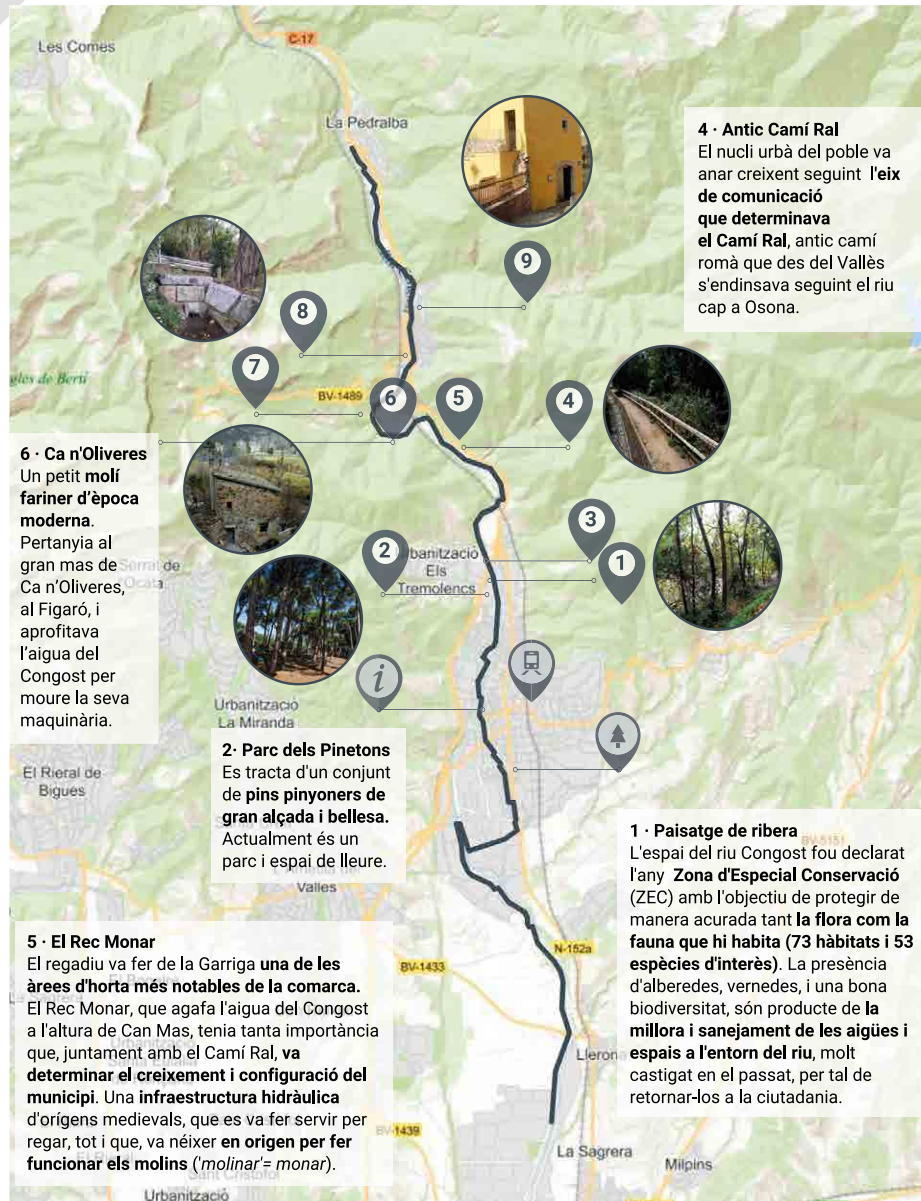 C-17
Les Comes
La Pedralba
4 · Antic Camí Ral
El nucli urbà del poble va
anar creixent seguint l'eix
de comunicació
que determinava
el Camí Ral, antic camí
romà que des del Vallès
s'endinsava seguint el riu
cap a Osona.
9
8
7
gles de Bertí
BV-1489
6
5
4
6 · Ca n'Oliveres
Un petit molí
fariner d'època
moderna.
Pertanyia al
gran mas de
Ca n'Oliveres,
al Figaró, i
aprofitava
l'aigua del
Congost per
moure la seva
maquinària.
Serrat de
l'Ocata
2
Urbanització
Els
Tremolencs
3
1
i
Urbanització
La Miranda
El Rieral de
Bigues
2· Parc dels Pinetons
Es tracta d'un conjunt
de pins pinyoners de
gran alçada i bellesa.
Actualment és un
parc i espai de lleure.
Valles
1 · Paisatge de ribera
BV-5151
L'espai del riu Congost fou declarat
l'any Zona d'Especial Conservació
(ZEC) amb l'objectiu de protegir de
manera acurada tant la flora com la
fauna que hi habita (73 hàbitats i 53
espècies d'interès). La presència
d'alberedes, vernedes, i una bona
biodiversitat, són producte de la
millora i sanejament de les aigües i
espais a l'entorn del riu, molt
castigat en el passat, per tal de
retornar-los a la ciutadania.
5 · El Rec Monar
El regadiu va fer de la Garriga una de les
àrees d'horta més notables de la comarca.
El Rec Monar, que agafa l'aigua del Congost
a l'altura de Can Mas, tenia tanta importància
que, juntament amb el Camí Ral, va
determinar el creixement i configuració del
municipi. Una infraestructura hidràulica
d'orígens medievals, que es va fer servir per
regar, tot i que, va néixer en origen per fer
funcionar els molins ('molinar'= monar).
N-152a
BV-1433
Llerona
BV-1439
La Sagrera
Milpins
Sant Cristòfol
Urbanització